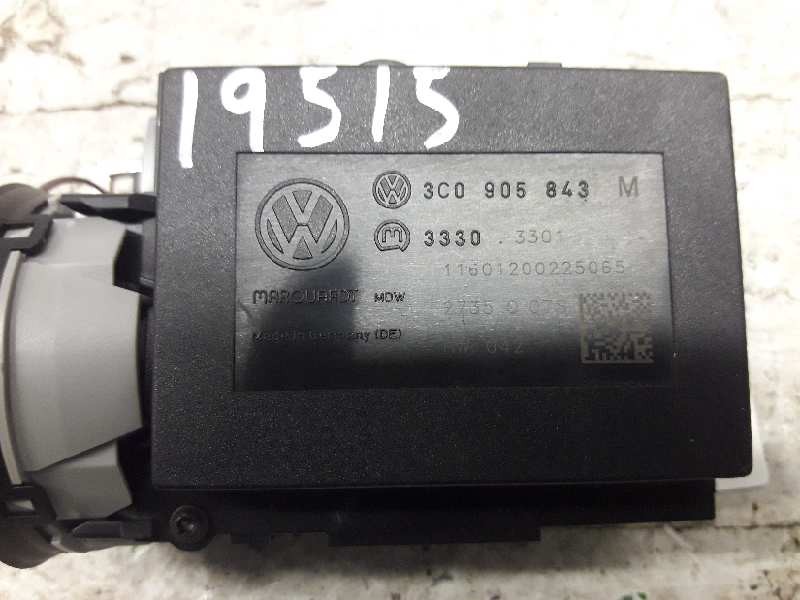 19515
3C0 905 843 M
3330 . 3301
11601200225065
MARQUARDT MDW
Made in Germany (DE)